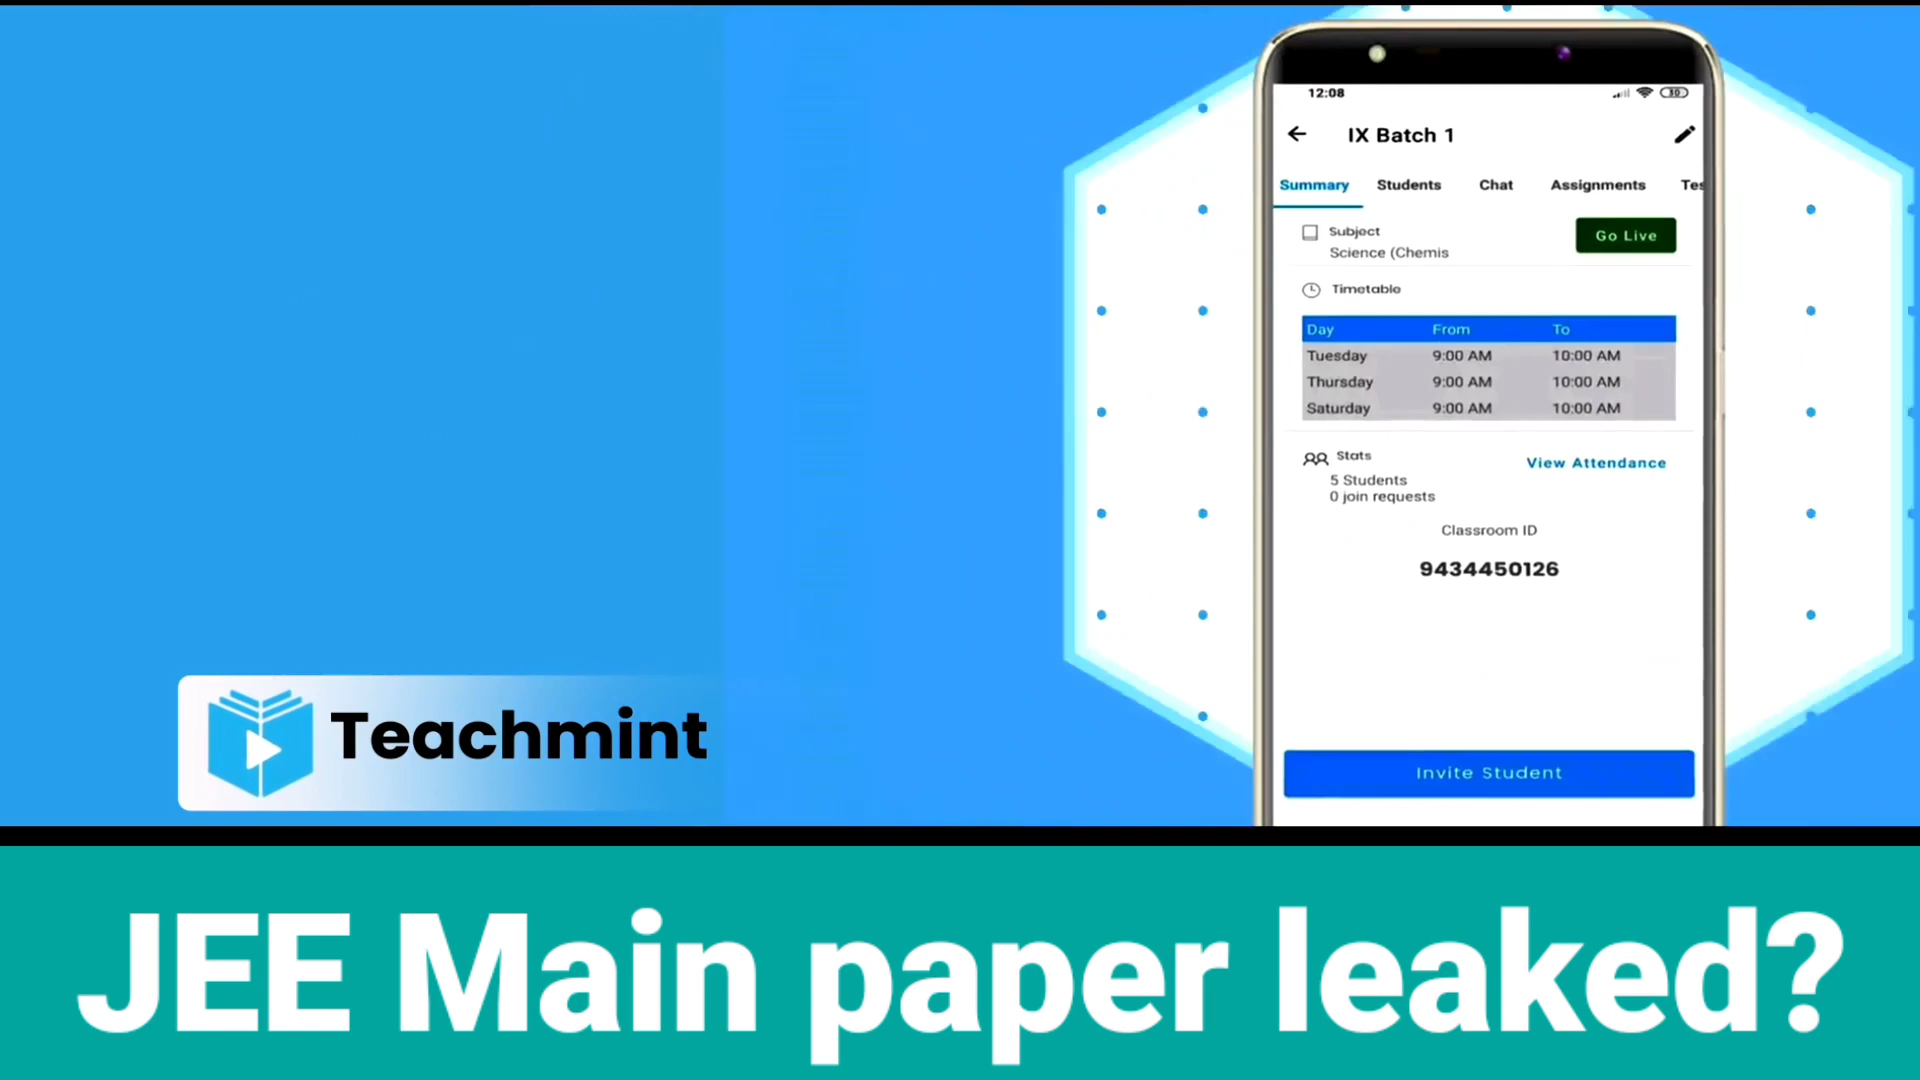 12:08
30
IX Batch 1
Summary Students Chat Assignments Tes
Subject
Science (Chemis
Go Live
Timetable
Day From To
Tuesday 9:00 AM 10:00 AM
Thursday 9:00 AM 10:00 AM
Saturday 9:00 AM 10:00 AM
Stats
View Attendance
5 Students
0 join requests
Classroom ID
9434450126
Invite Student
Teachmint
JEE Main paper leaked?